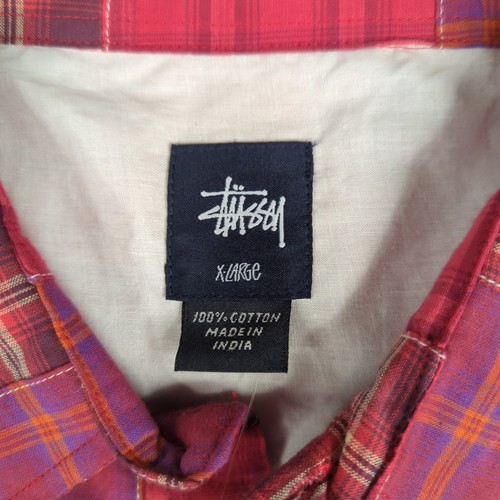 Stüssy
X-LARGE
100% COTTON
MADE IN
INDIA